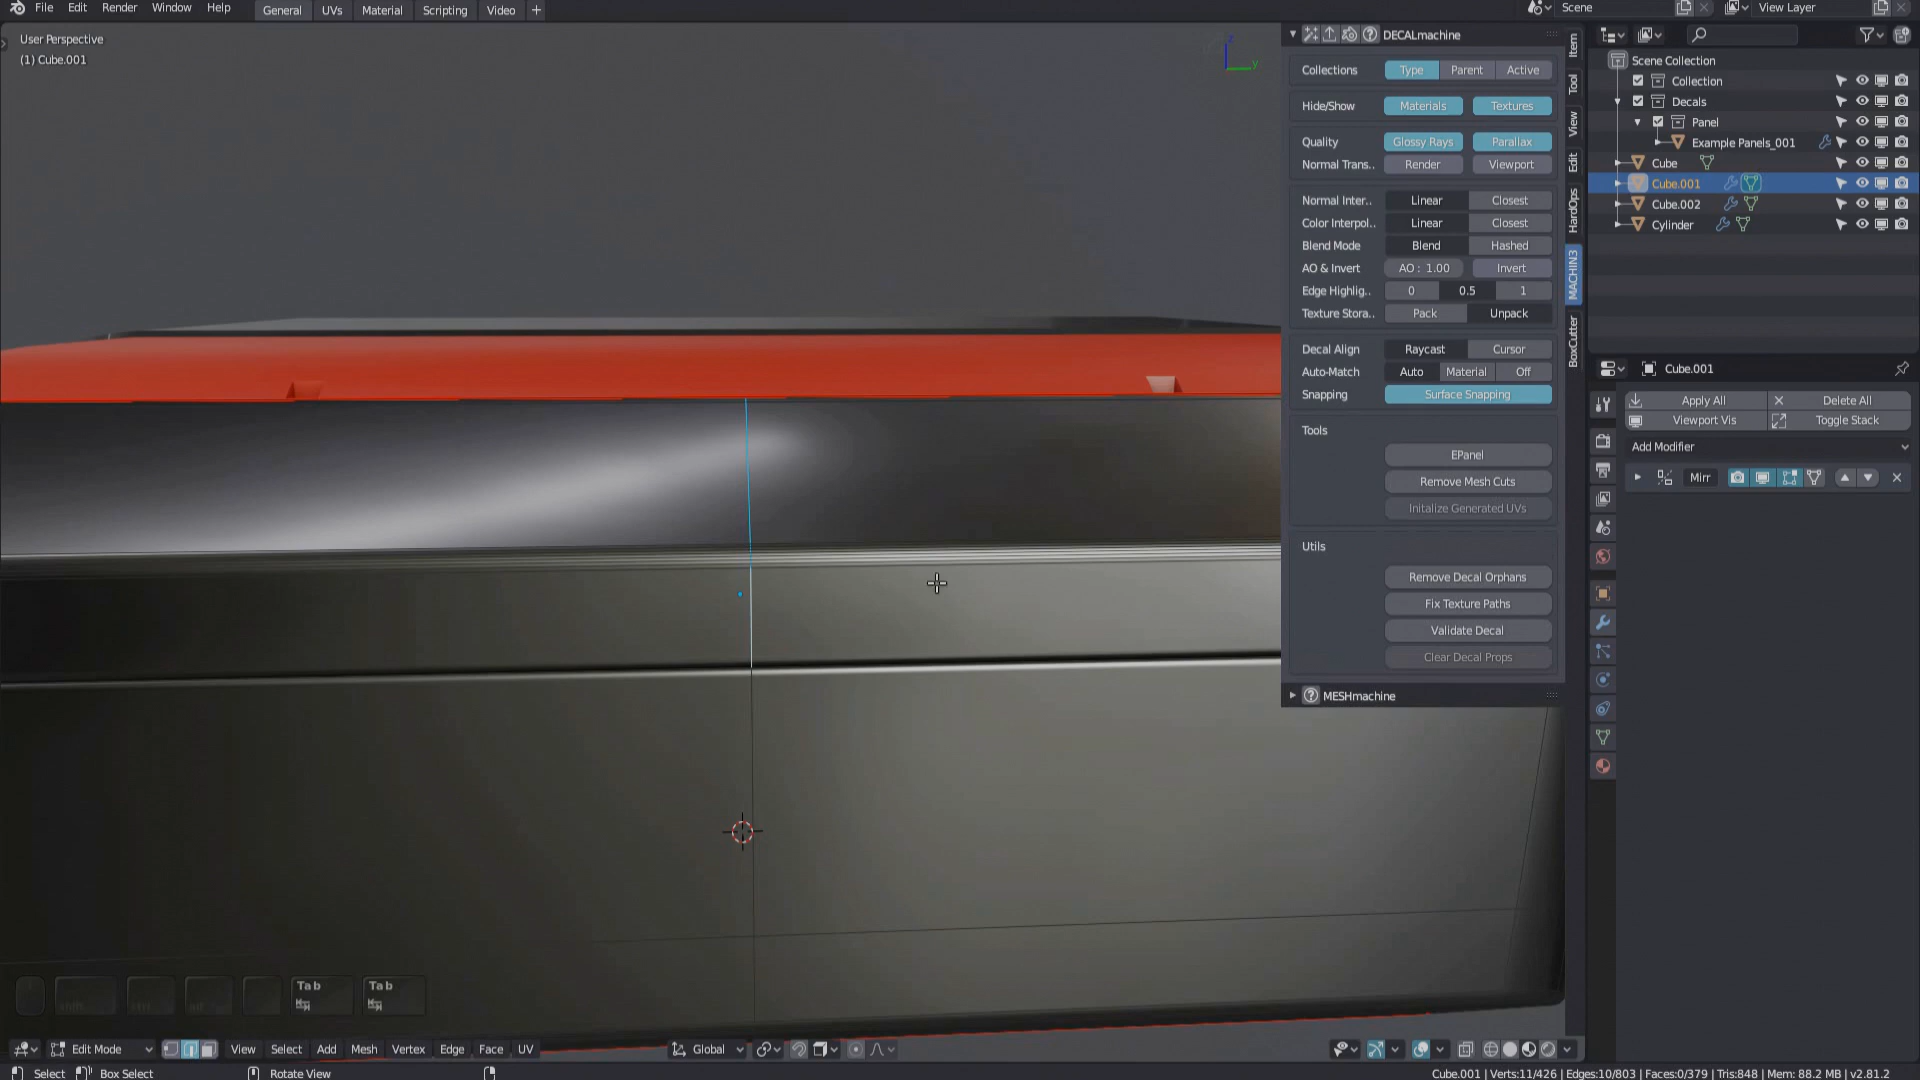 File Edit Render Window Help General UVs Material Scripting Video + Scene View Layer
User Perspective
(1) Cube.001
z
y
DECALmachine
Collections Type Parent Active
Hide/Show Materials Textures
Quality Glossy Rays Parallax
Normal Trans.. Render Viewport
Normal Inter.. Linear Closest
Color Interpol.. Linear Closest
Blend Mode Blend Hashed
AO & Invert AO : 1.00 Invert
Edge Highlig.. 0 0.5 1
Texture Stora.. Pack Unpack
Decal Align Raycast Cursor
Auto-Match Auto Material Off
Snapping Surface Snapping
Tools
EPanel
Remove Mesh Cuts
Initalize Generated UVs
Utils
Remove Decal Orphans
Fix Texture Paths
Validate Decal
Clear Decal Props
MESHmachine
Item
Tool
View
Edit
HardOps
MACHIN3
BoxCutter
Scene Collection
Collection
Decals
Panel
Example Panels_001
Cube
Cube.001
Cube.002
Cylinder
Cube.001
Apply All Delete All
Viewport Vis Toggle Stack
Add Modifier
Mirr
Tab Tab
Edit Mode View Select Add Mesh Vertex Edge Face UV Global
Select Box Select Rotate View Cube.001 | Verts:11/426 | Edges:10/803 | Faces:0/379 | Tris:848 | Mem: 88.2 MB | v2.81.2